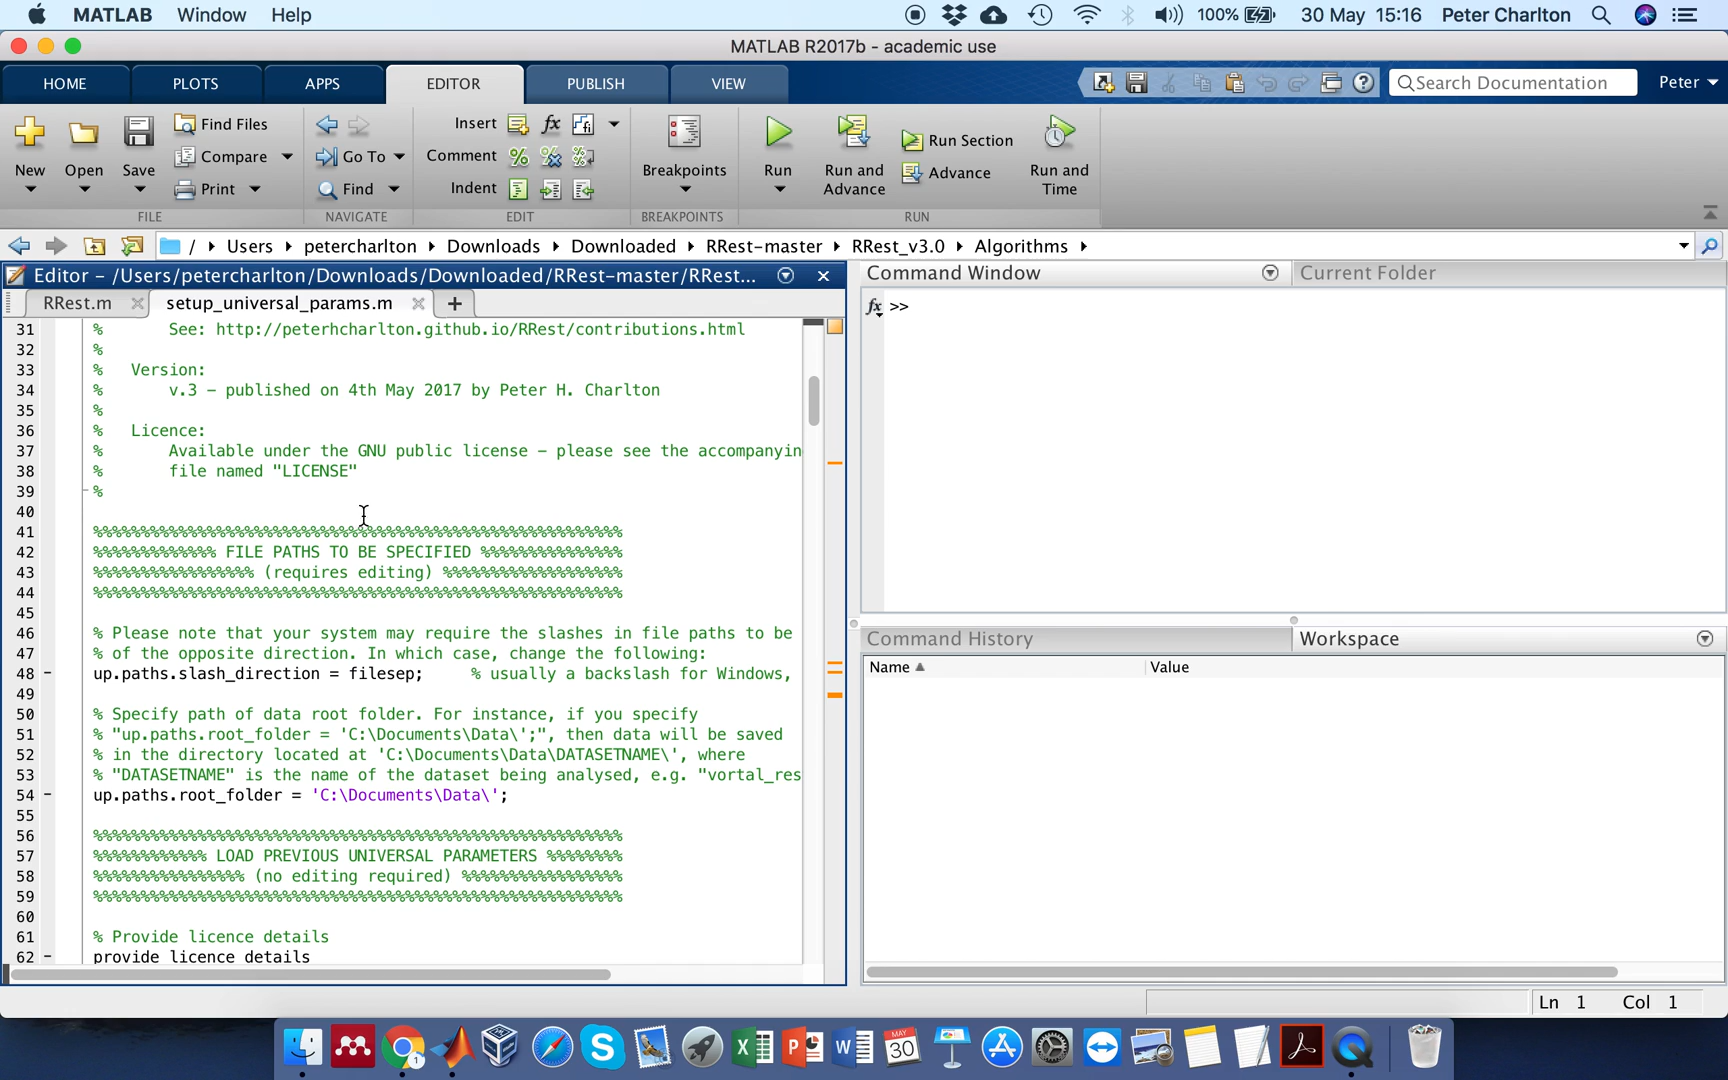 MATLAB Window Help 100% 30 May 15:16 Peter Charlton
MATLAB R2017b - academic use
HOME PLOTS APPS EDITOR PUBLISH VIEW Search Documentation Peter
New Open Save Find Files Compare Print
Go To Find
Insert fx
Comment %
Indent
Breakpoints
Run Run and Advance Run Section Advance Run and Time
FILE NAVIGATE EDIT BREAKPOINTS RUN
/ Users petercharlton Downloads Downloaded RRest-master RRest_v3.0 Algorithms
Editor - /Users/petercharlton/Downloads/Downloaded/RRest-master/RRest...
RRest.m setup_universal_params.m +
31 % See: http://peterhcharlton.github.io/RRest/contributions.html
32 %
33 % Version:
34 % v.3 - published on 4th May 2017 by Peter H. Charlton
35 %
36 % Licence:
37 % Available under the GNU public license - please see the accompanyin
38 % file named "LICENSE"
39 %
40
41 %%%%%%%%%%%%%%%%%%%%%%%%%%%%%%%%%%%%%%%%%%%%%%%%%%%%%%%%
42 %%%%%%%%%%%%% FILE PATHS TO BE SPECIFIED %%%%%%%%%%%%%%%
43 %%%%%%%%%%%%%%%%% (requires editing) %%%%%%%%%%%%%%%%%%%
44 %%%%%%%%%%%%%%%%%%%%%%%%%%%%%%%%%%%%%%%%%%%%%%%%%%%%%%%%
45
46 % Please note that your system may require the slashes in file paths to be
47 % of the opposite direction. In which case, change the following:
48 - up.paths.slash_direction = filesep; % usually a backslash for Windows,
49
50 % Specify path of data root folder. For instance, if you specify
51 % "up.paths.root_folder = 'C:\Documents\Data\';", then data will be saved
52 % in the directory located at 'C:\Documents\Data\DATASETNAME\', where
53 % "DATASETNAME" is the name of the dataset being analysed, e.g. "vortal_res
54 - up.paths.root_folder = 'C:\Documents\Data\';
55
56 %%%%%%%%%%%%%%%%%%%%%%%%%%%%%%%%%%%%%%%%%%%%%%%%%%%%%%%%
57 %%%%%%%%%%%% LOAD PREVIOUS UNIVERSAL PARAMETERS %%%%%%%%
58 %%%%%%%%%%%%%%%% (no editing required) %%%%%%%%%%%%%%%%%
59 %%%%%%%%%%%%%%%%%%%%%%%%%%%%%%%%%%%%%%%%%%%%%%%%%%%%%%%%
60
61 % Provide licence details
62 - provide licence details
Command Window Current Folder
fx >>
Command History Workspace
Name Value
Ln 1 Col 1
MAY 30